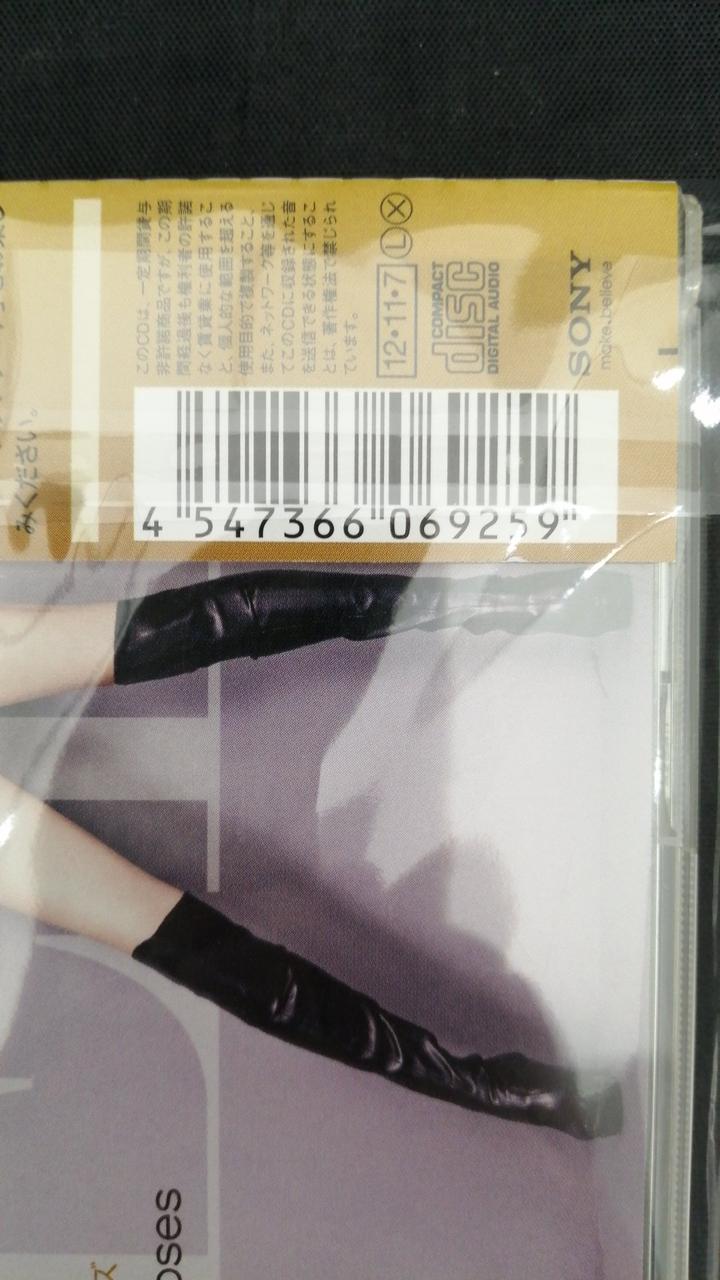 みください。
このCDは、一定期間貸与
非許諾商品ですが、この期
間経過後も権利者の許諾
なく賃貸業に使用するこ
と、個人的な範囲を超える
使用目的で複製すること、
また、ネットワーク等を通じ
てこのCDに収録された音
を送信できる状態にするこ
とは、著作権法で禁じられ
ています。
12・11・7 L X
COMPACT
disc
DIGITAL AUDIO
SONY
make.believe
4 547366 069259
oses
ズ